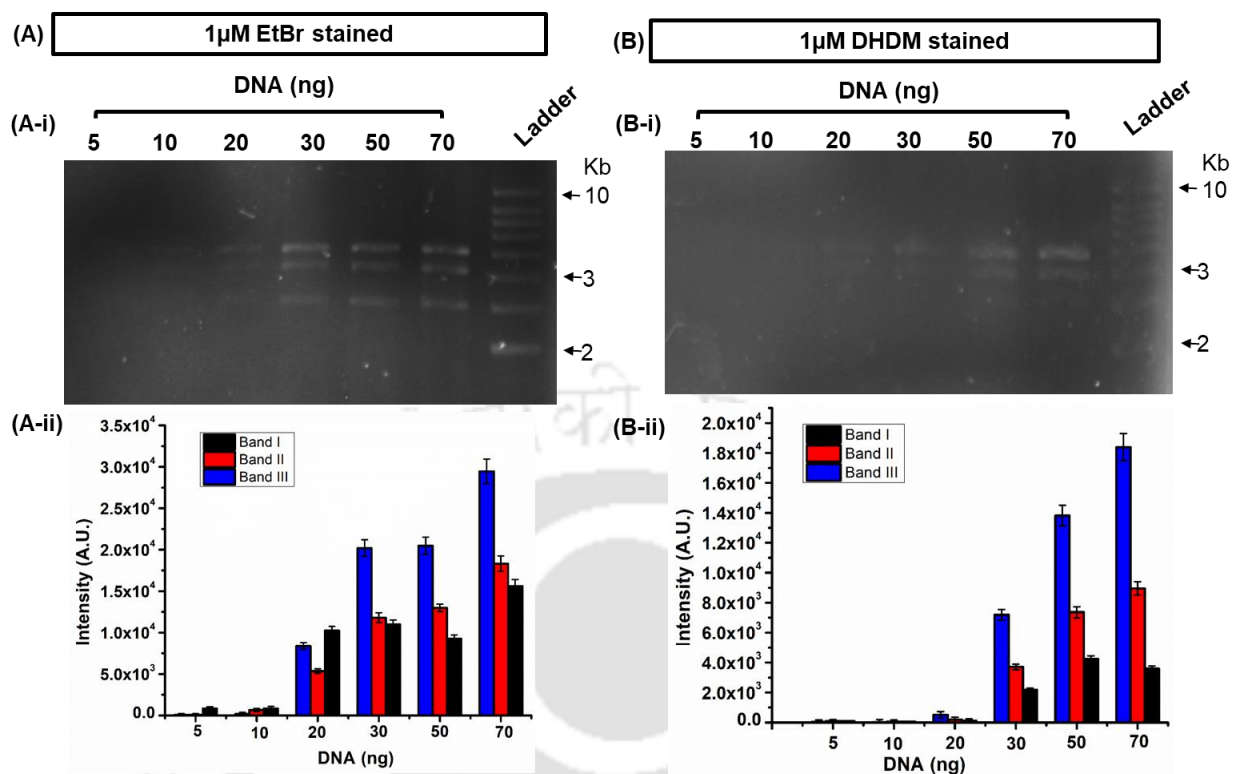 (A)
1µM EtBr stained
DNA (ng)
(A-i)
5 10 20 30 50 70 Ladder
Kb
10
3
2
(A-ii)
3.5x10⁴
3.0x10⁴
2.5x10⁴
2.0x10⁴
1.5x10⁴
1.0x10⁴
5.0x10³
0.0
Intensity (A.U.)
Band I
Band II
Band III
5 10 20 30 50 70
DNA (ng)
(B)
1µM DHDM stained
DNA (ng)
(B-i)
5 10 20 30 50 70 Ladder
Kb
10
3
2
(B-ii)
2.0x10⁴
1.8x10⁴
1.6x10⁴
1.4x10⁴
1.2x10⁴
1.0x10⁴
8.0x10³
6.0x10³
4.0x10³
2.0x10³
0.0
Intensity (A.U.)
Band I
Band II
Band III
5 10 20 30 50 70
DNA (ng)
की